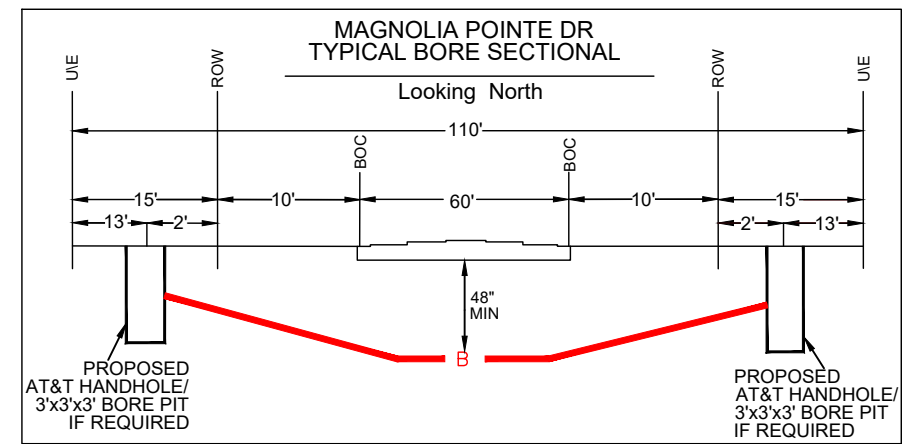 MAGNOLIA POINTE DR
TYPICAL BORE SECTIONAL
Looking North
U\E
ROW
ROW
U\E
110'
BOC
BOC
15'
10'
60'
10'
15'
13'
2'
2'
13'
48"
MIN
B
PROPOSED
AT&T HANDHOLE/
3'x3'x3' BORE PIT
IF REQUIRED
PROPOSED
AT&T HANDHOLE/
3'x3'x3' BORE PIT
IF REQUIRED